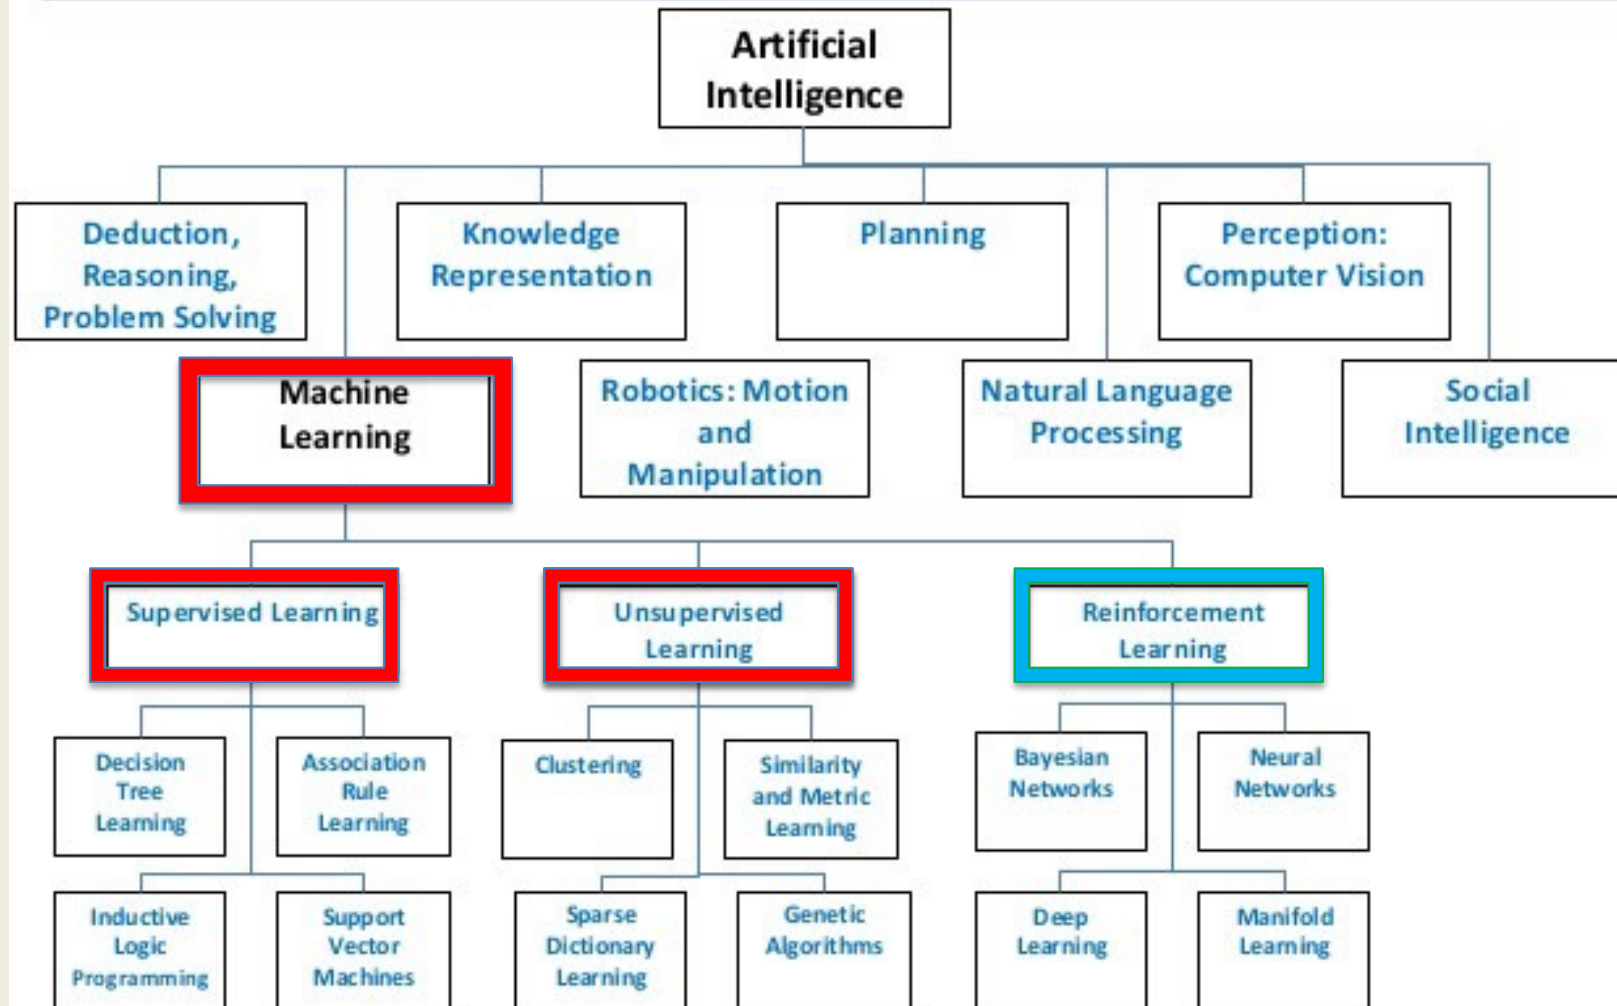 Artificial
Intelligence
Deduction,
Reasoning,
Problem Solving
Knowledge
Representation
Planning
Perception:
Computer Vision
Machine
Learning
Robotics: Motion
and
Manipulation
Natural Language
Processing
Social
Intelligence
Supervised Learning
Unsupervised
Learning
Reinforcement
Learning
Decision
Tree
Learning
Association
Rule
Learning
Clustering
Similarity
and Metric
Learning
Bayesian
Networks
Neural
Networks
Inductive
Logic
Programming
Support
Vector
Machines
Sparse
Dictionary
Learning
Genetic
Algorithms
Deep
Learning
Manifold
Learning